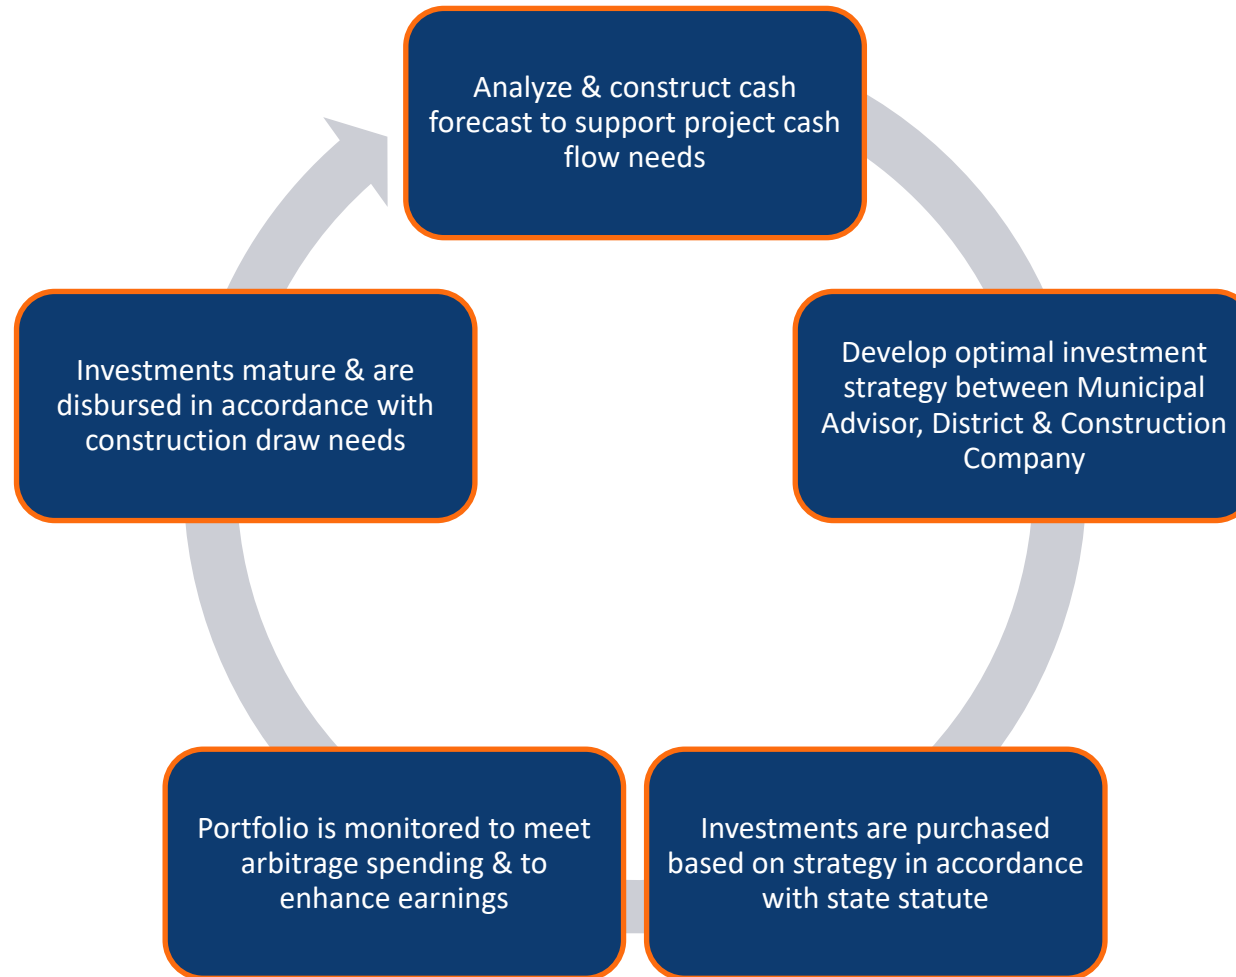 Analyze & construct cash
forecast to support project cash
flow needs
Develop optimal investment
strategy between Municipal
Advisor, District & Construction
Company
Investments are purchased
based on strategy in accordance
with state statute
Portfolio is monitored to meet
arbitrage spending & to
enhance earnings
Investments mature & are
disbursed in accordance with
construction draw needs